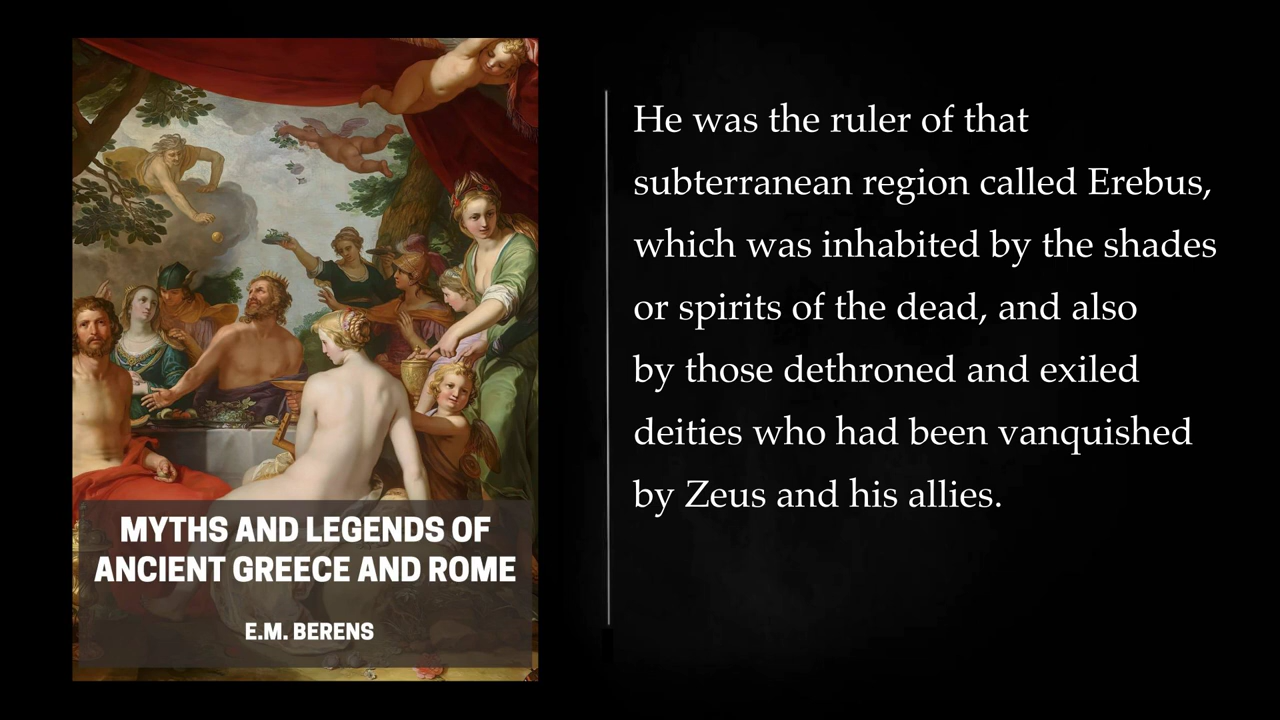 MYTHS AND LEGENDS OF
ANCIENT GREECE AND ROME
E.M. BERENS
He was the ruler of that
subterranean region called Erebus,
which was inhabited by the shades
or spirits of the dead, and also
by those dethroned and exiled
deities who had been vanquished
by Zeus and his allies.